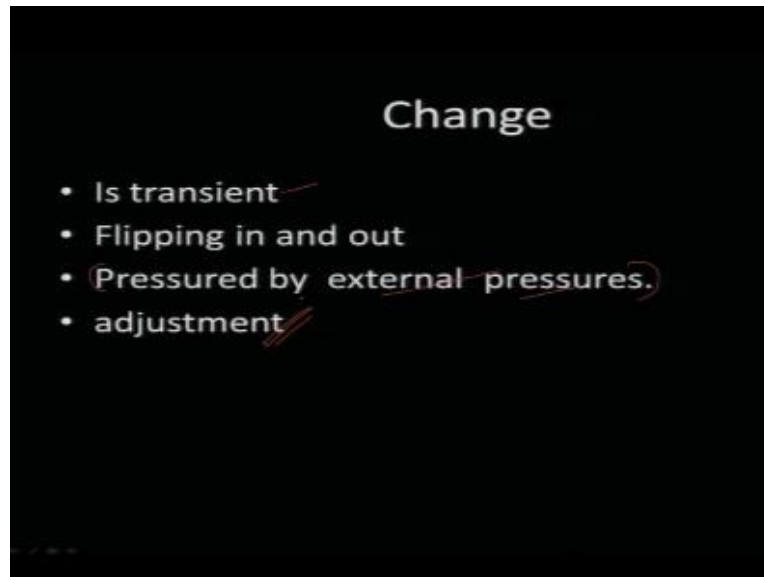 Change
• Is transient
• Flipping in and out
• Pressured by external pressures.
• adjustment